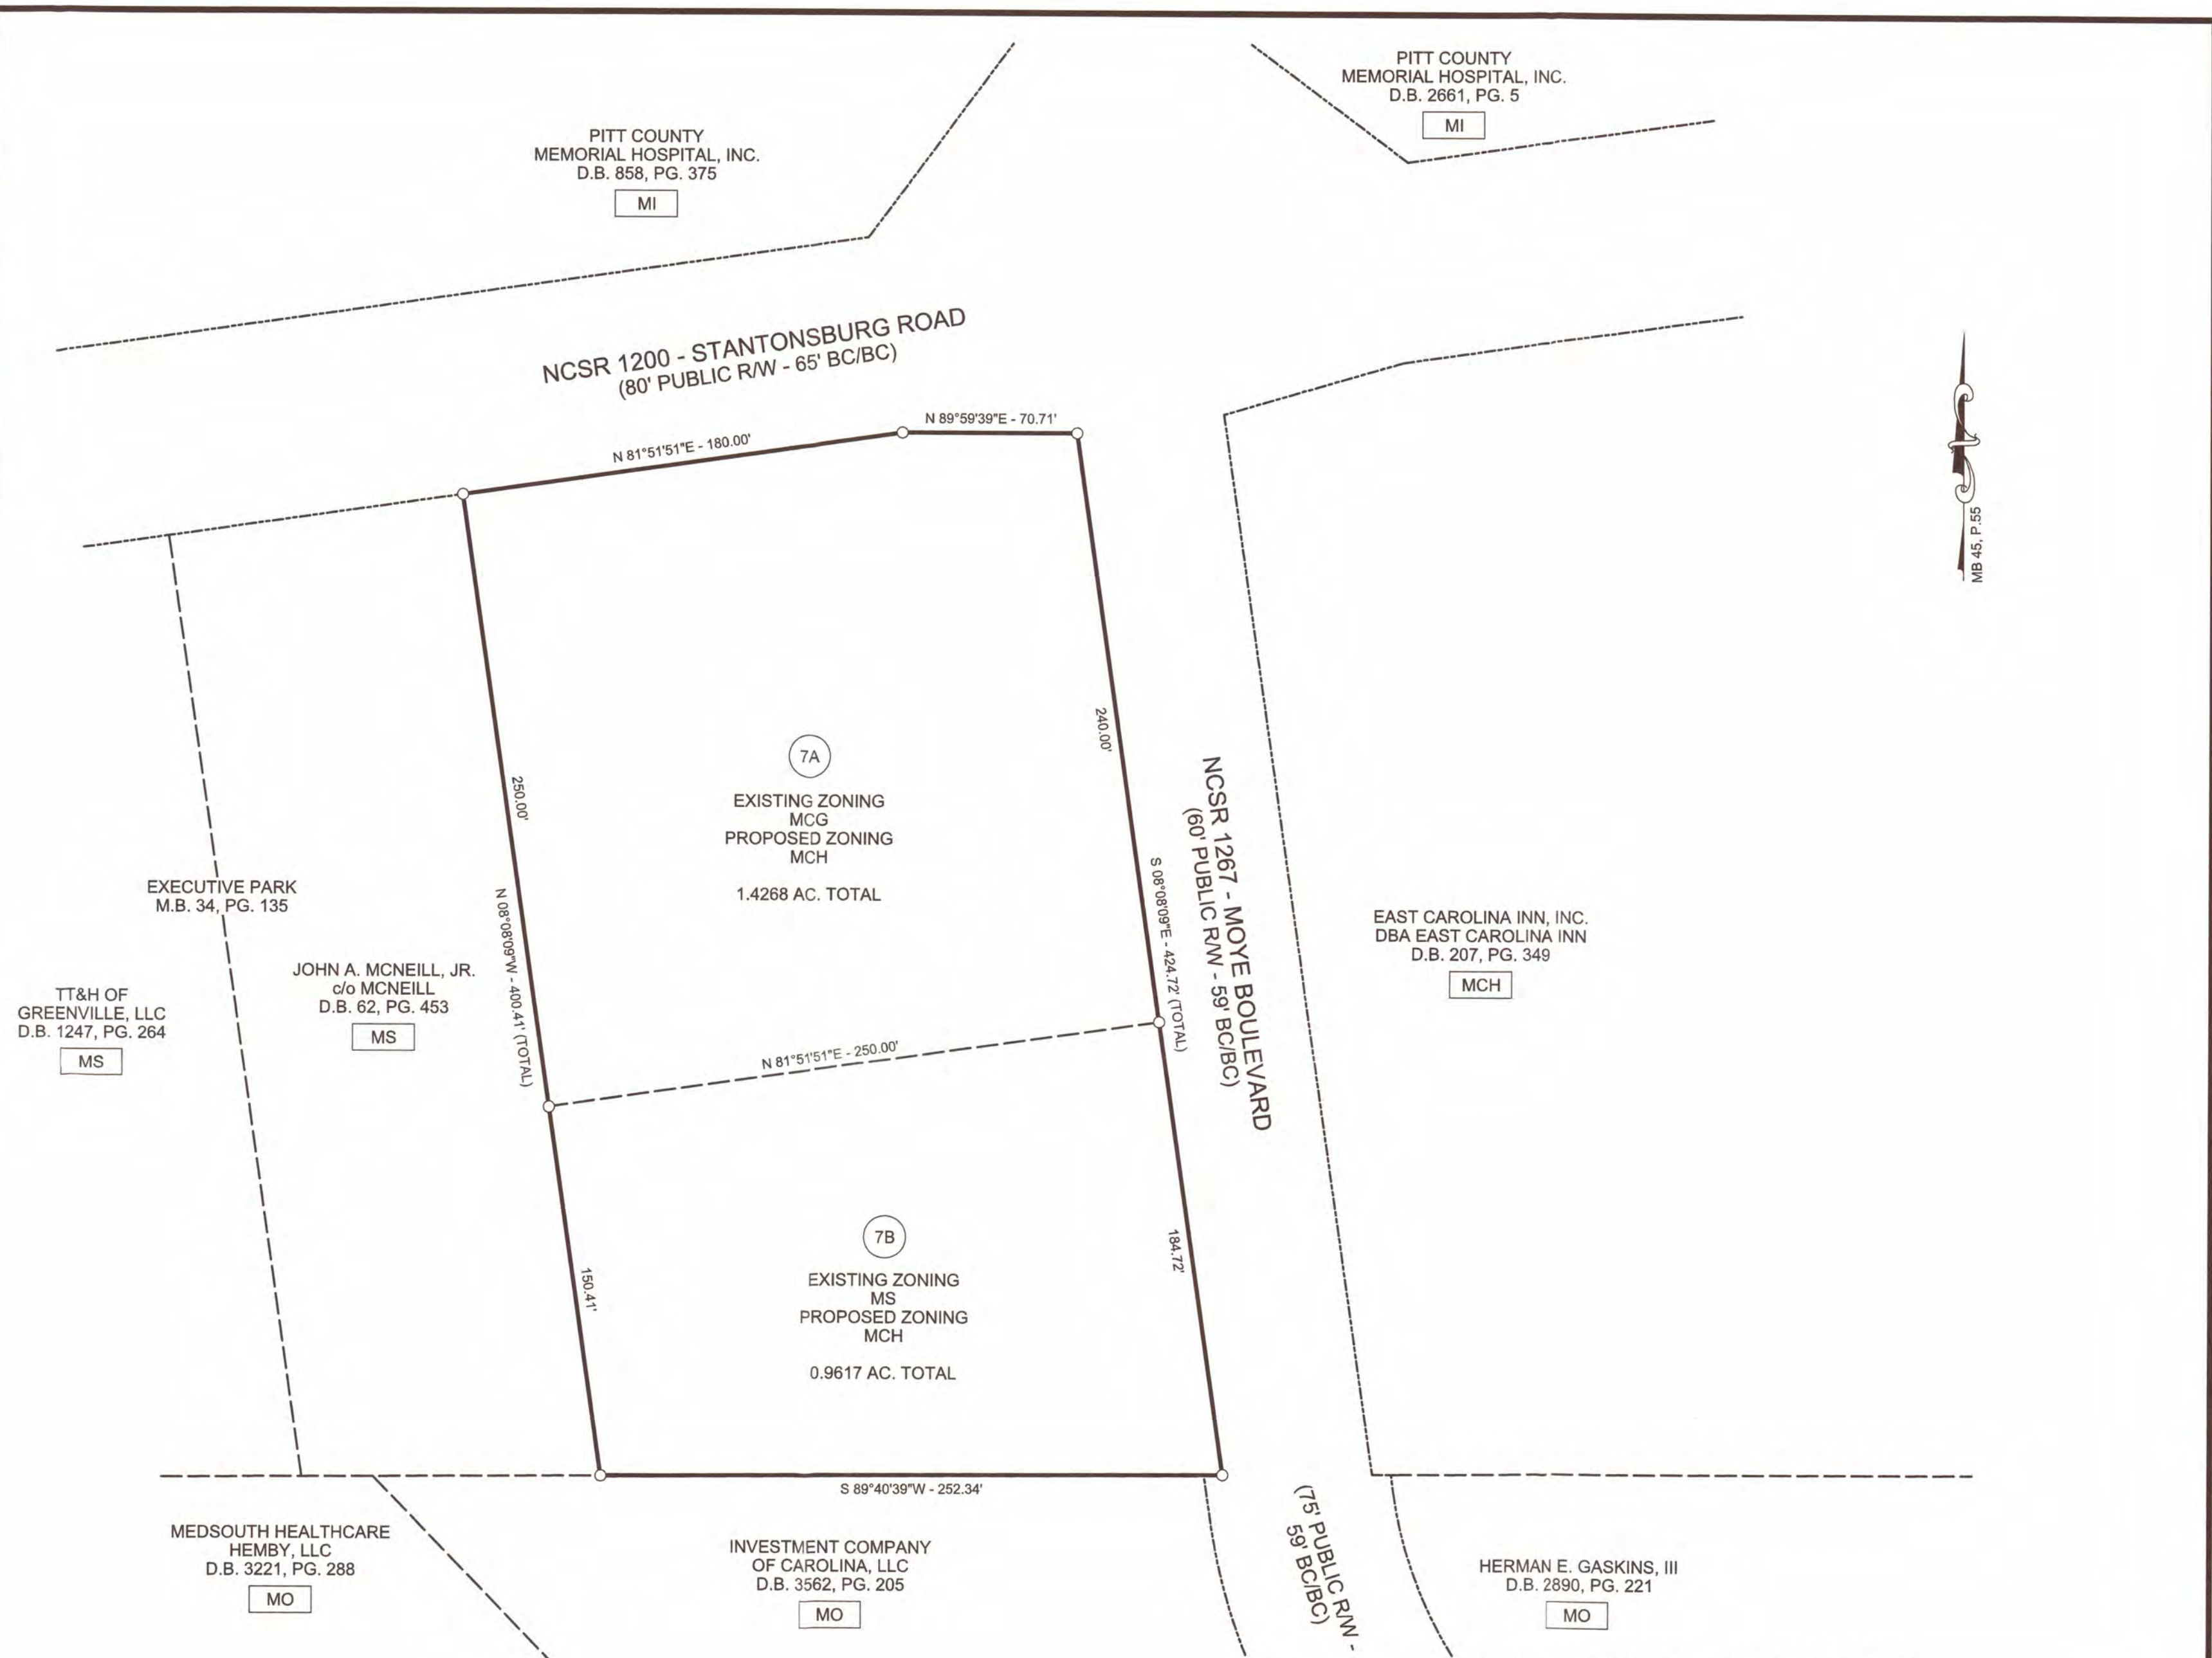 PITT COUNTY
MEMORIAL HOSPITAL, INC.
D.B. 2661, PG. 5
MI
PITT COUNTY
MEMORIAL HOSPITAL, INC.
D.B. 858, PG. 375
MI
NCSR 1200 - STANTONSBURG ROAD
(80' PUBLIC R/W - 65' BC/BC)
N 89°59'39"E - 70.71'
N 81°51'51"E - 180.00'
MB 45, P.55
240.00'
250.00'
7A
EXISTING ZONING
MCG
PROPOSED ZONING
MCH
1.4268 AC. TOTAL
NCSR 1267 - MOYE BOULEVARD
(60' PUBLIC R/W - 59' BC/BC)
S 08°08'09"E - 424.72' (TOTAL)
N 08°08'09"W - 400.41' (TOTAL)
EXECUTIVE PARK
M.B. 34, PG. 135
EAST CAROLINA INN, INC.
DBA EAST CAROLINA INN
D.B. 207, PG. 349
MCH
JOHN A. MCNEILL, JR.
c/o MCNEILL
D.B. 62, PG. 453
MS
TT&H OF
GREENVILLE, LLC
D.B. 1247, PG. 264
MS
N 81°51'51"E - 250.00'
184.72'
150.41'
7B
EXISTING ZONING
MS
PROPOSED ZONING
MCH
0.9617 AC. TOTAL
S 89°40'39"W - 252.34'
(75' PUBLIC R/W -
59' BC/BC)
MEDSOUTH HEALTHCARE
HEMBY, LLC
D.B. 3221, PG. 288
MO
INVESTMENT COMPANY
OF CAROLINA, LLC
D.B. 3562, PG. 205
MO
HERMAN E. GASKINS, III
D.B. 2890, PG. 221
MO